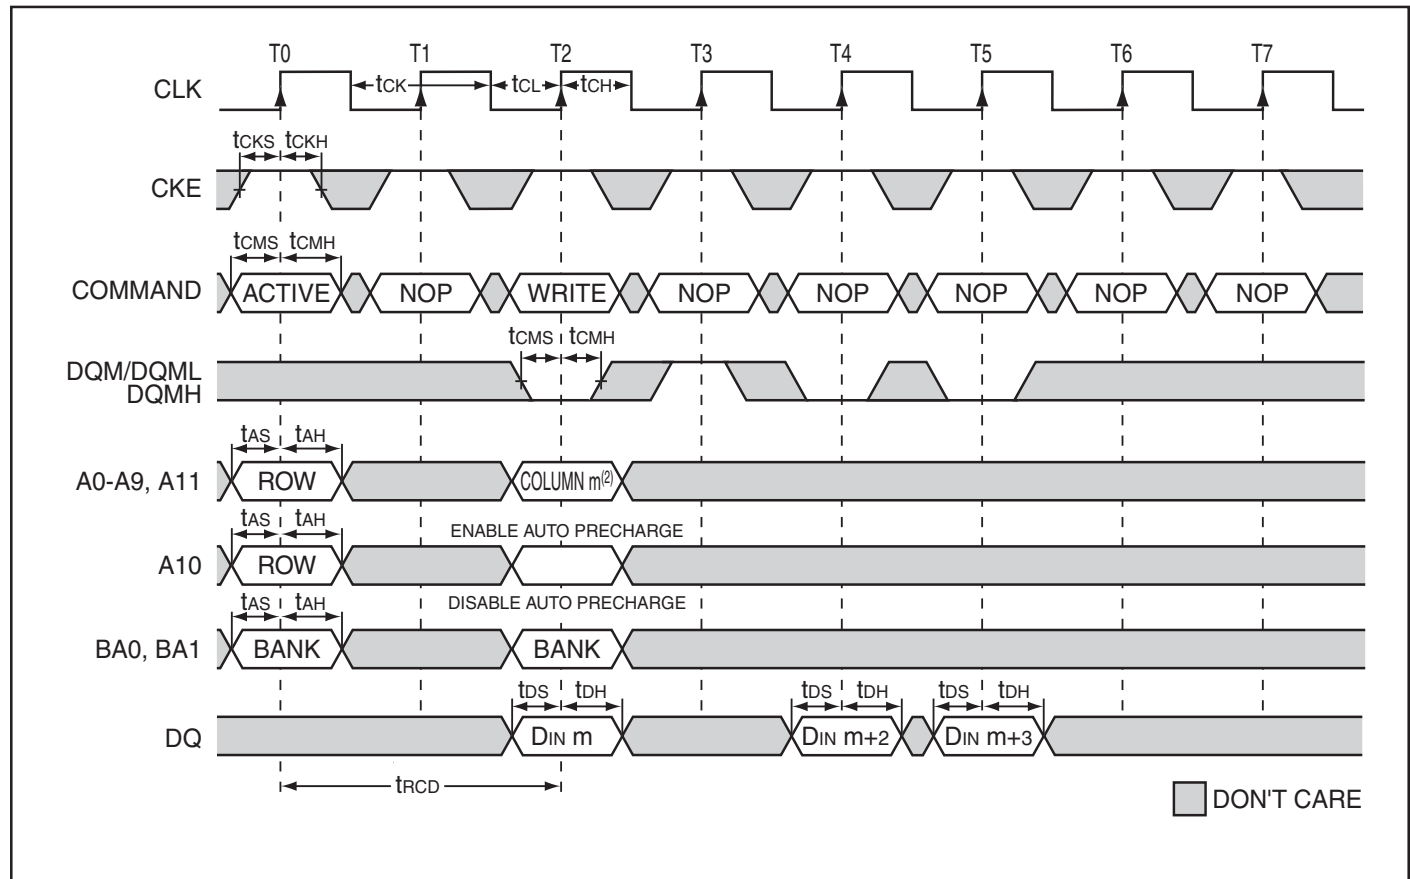 T0 T1 T2 T3 T4 T5 T6 T7
CLK tCK tCL tCH
tCKS tCKH
CKE
tCMS tCMH
COMMAND ACTIVE NOP WRITE NOP NOP NOP NOP NOP
tCMS tCMH
DQM/DQML
DQMH
tAS tAH
A0-A9, A11 ROW COLUMN m(2)
tAS tAH ENABLE AUTO PRECHARGE
A10 ROW
tAS tAH DISABLE AUTO PRECHARGE
BA0, BA1 BANK BANK
tDS tDH tDS tDH tDS tDH
DQ DIN m DIN m+2 DIN m+3
tRCD
DON'T CARE